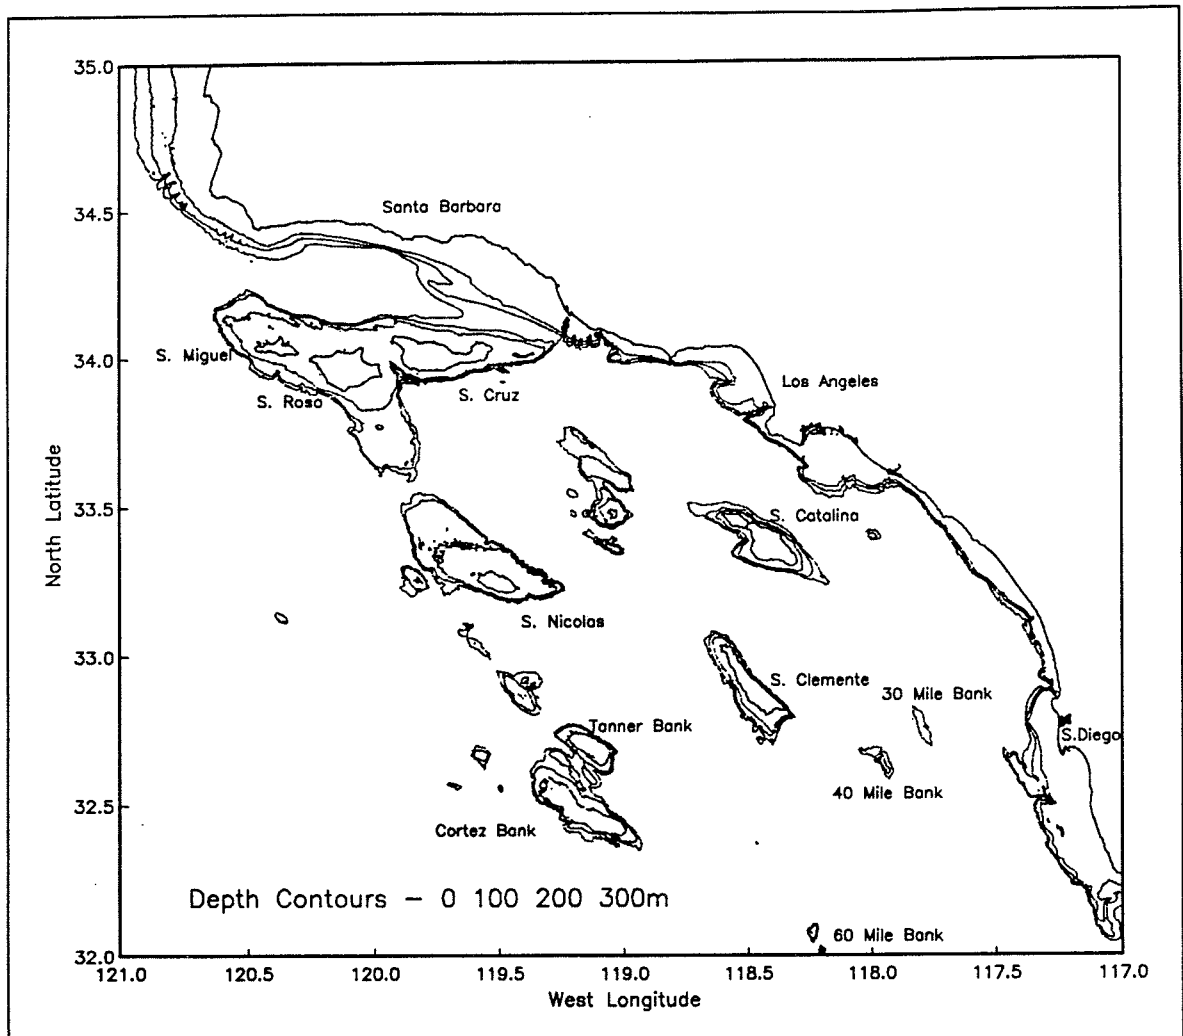 35.0
34.5
34.0
33.5
33.0
32.5
32.0
North Latitude
Santa Barbara
S. Miguel
S. Rosa
S. Cruz
Los Angeles
S. Catalina
S. Nicolas
S. Clemente
30 Mile Bank
Tanner Bank
S.Diego
40 Mile Bank
Cortez Bank
Depth Contours – 0 100 200 300m
60 Mile Bank
121.0 120.5 120.0 119.5 119.0 118.5 118.0 117.5 117.0
West Longitude